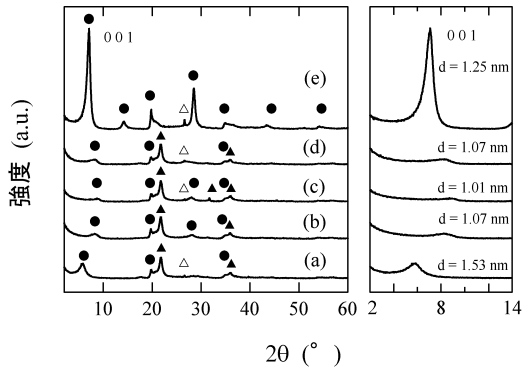 0 0 1
(e)
(d)
(c)
(b)
(a)
強度 (a.u.)
0 10 20 30 40 50 60
0 0 1
d = 1.25 nm
d = 1.07 nm
d = 1.01 nm
d = 1.07 nm
d = 1.53 nm
2 8 14
2θ (°)